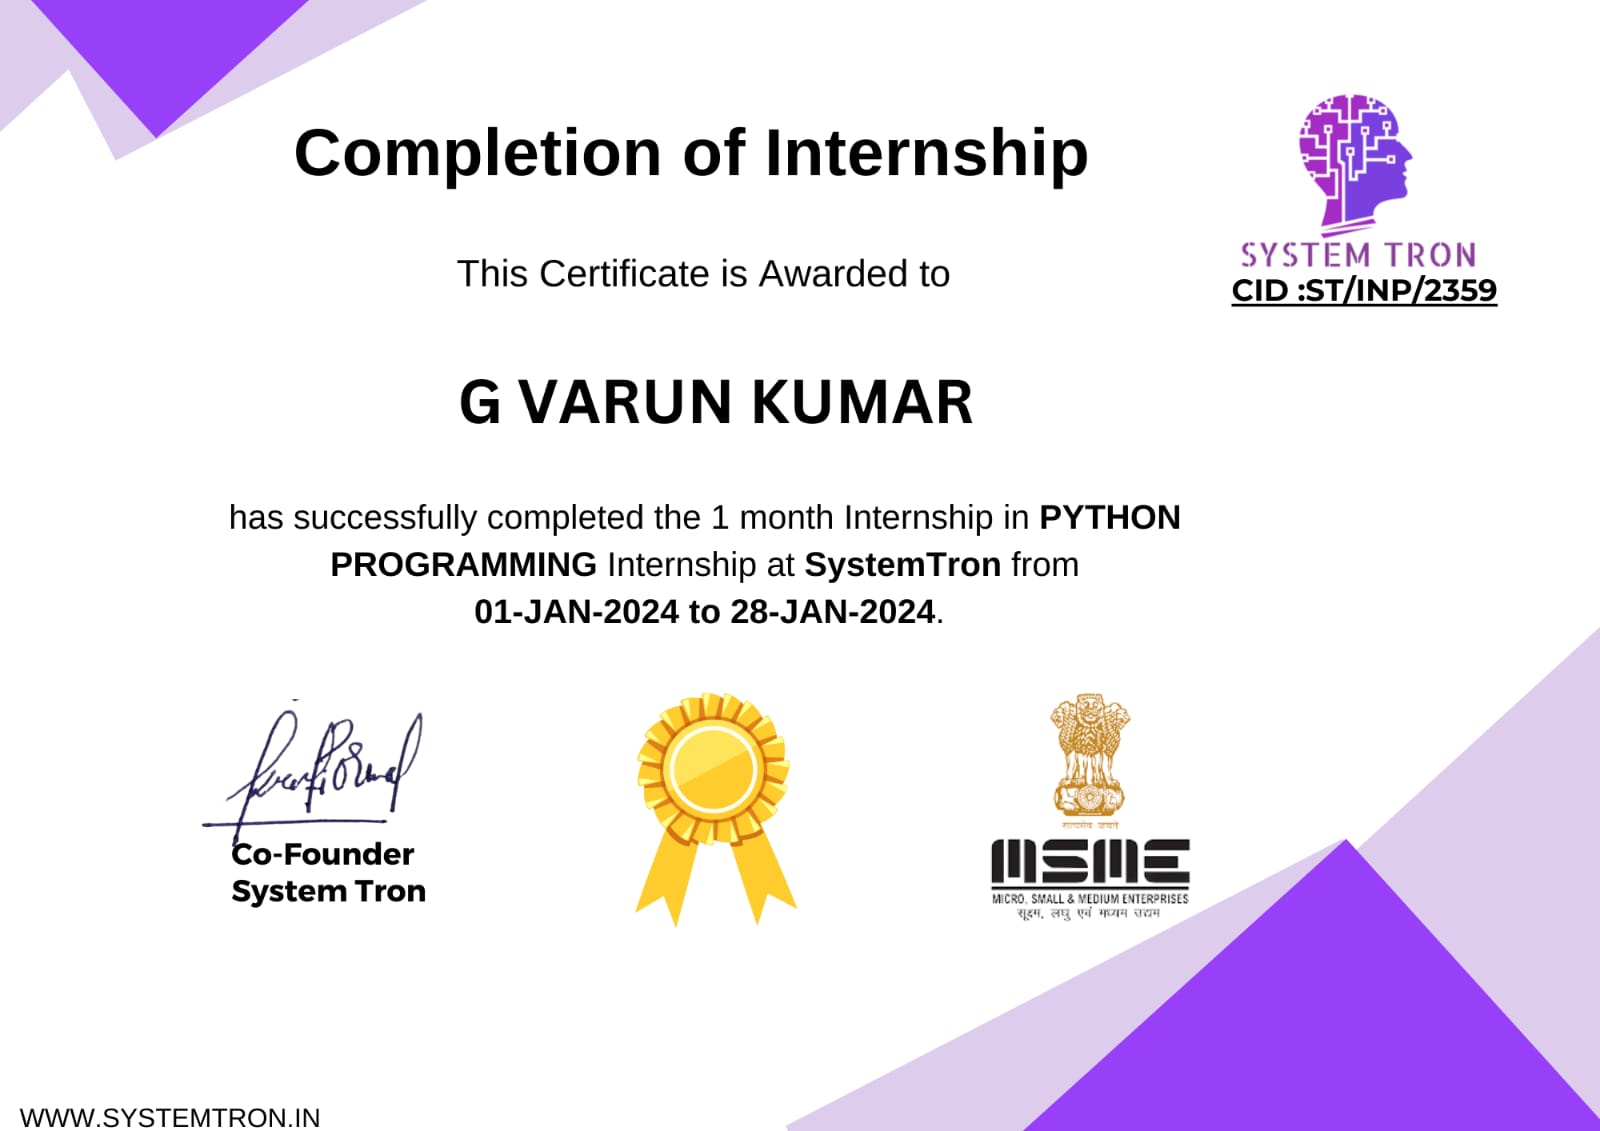 Completion of Internship
SYSTEM TRON
CID :ST/INP/2359
This Certificate is Awarded to
G VARUN KUMAR
has successfully completed the 1 month Internship in PYTHON
PROGRAMMING Internship at SystemTron from
01-JAN-2024 to 28-JAN-2024.
Co-Founder
System Tron
सत्यमेव जयते
MSME
MICRO, SMALL & MEDIUM ENTERPRISES
सूक्ष्म, लघु एवं मध्यम उद्यम
WWW.SYSTEMTRON.IN